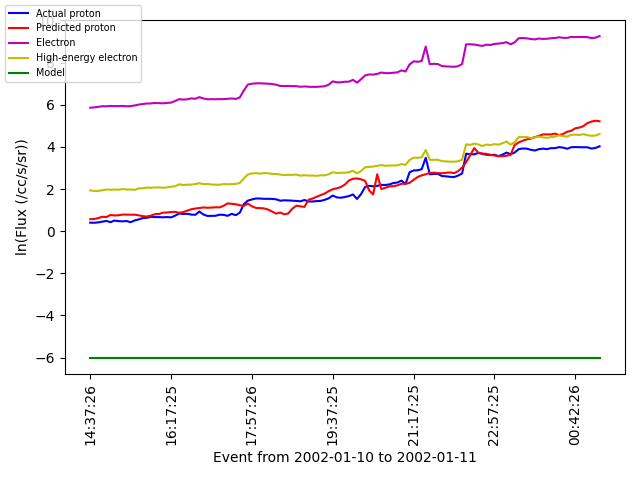 Actual proton
Predicted proton
Electron
High-energy electron
Model
6
4
2
0
−2
−4
−6
ln(Flux (/cc/s/sr))
14:37:26
16:17:25
17:57:26
19:37:25
21:17:25
22:57:25
00:42:26
Event from 2002-01-10 to 2002-01-11